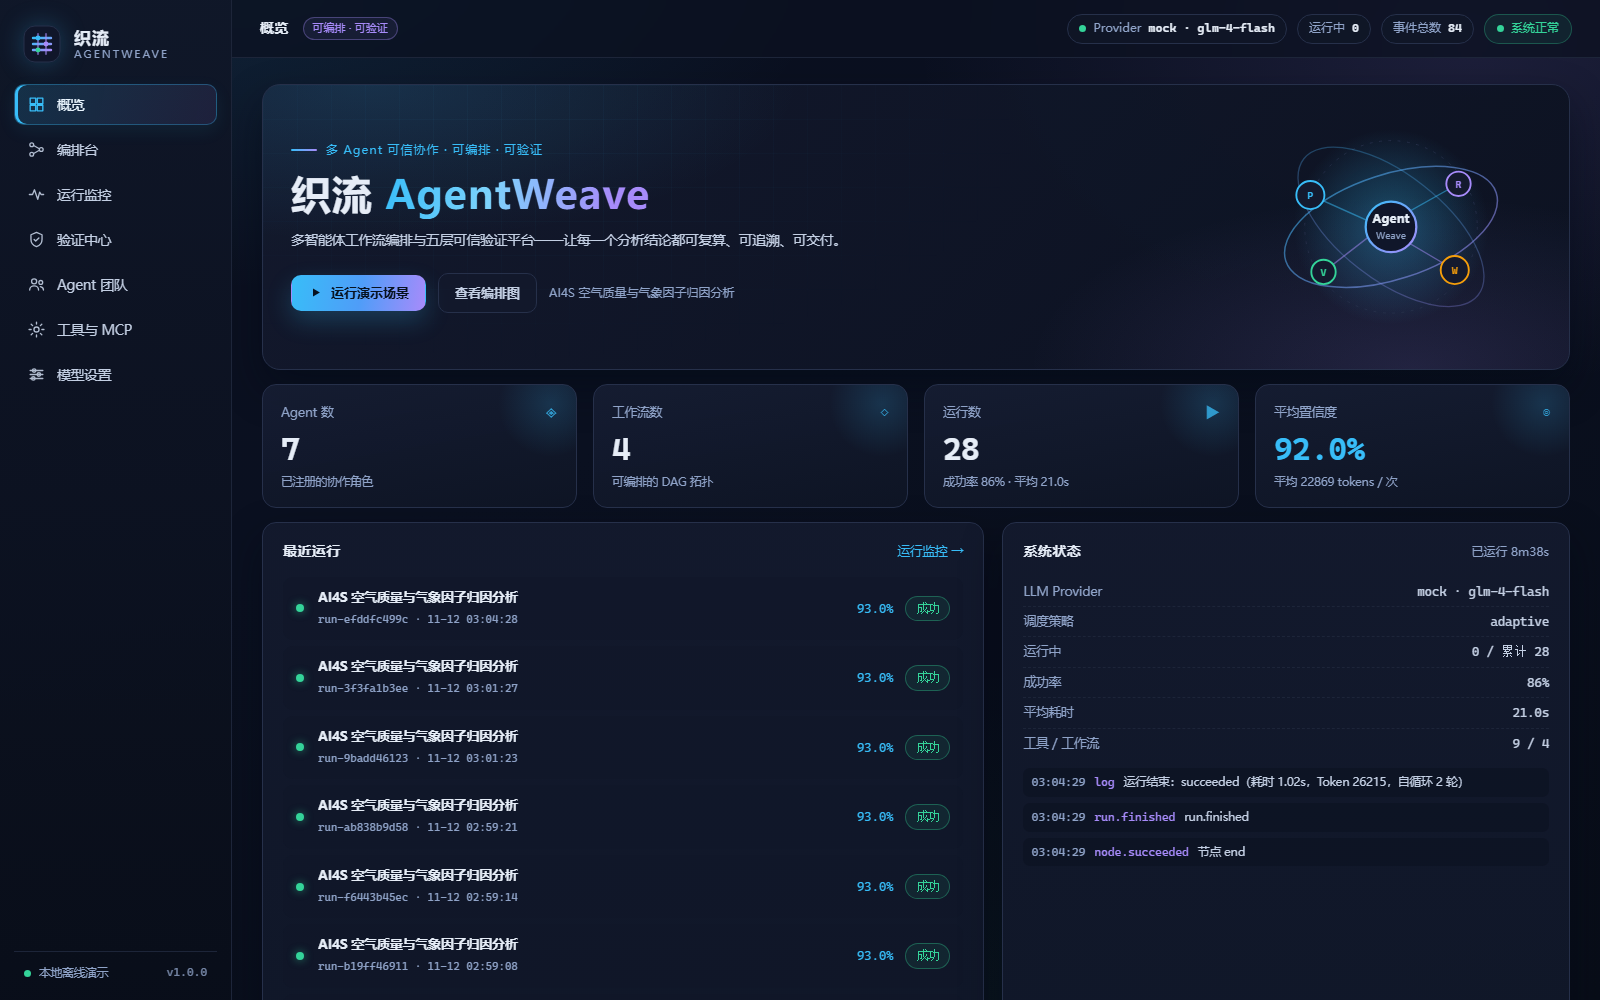 织流
AGENTWEAVE
概览
编排台
运行监控
验证中心
Agent 团队
工具与 MCP
模型设置
本地离线演示
v1.0.0
概览
可编排 · 可验证
Provider mock · glm-4-flash
运行中 0
事件总数 84
系统正常
多 Agent 可信协作 · 可编排 · 可验证
织流 AgentWeave
多智能体工作流编排与五层可信验证平台——让每一个分析结论都可复算、可追溯、可交付。
运行演示场景
查看编排图
AI4S 空气质量与气象因子归因分析
P
R
Agent
Weave
V
W
Agent 数
7
已注册的协作角色
工作流数
4
可编排的 DAG 拓扑
运行数
28
成功率 86% · 平均 21.0s
平均置信度
92.0%
平均 22869 tokens / 次
最近运行
运行监控 →
AI4S 空气质量与气象因子归因分析
run-efddfc499c · 11-12 03:04:28
93.0%
成功
AI4S 空气质量与气象因子归因分析
run-3f3fa1b3ee · 11-12 03:01:27
93.0%
成功
AI4S 空气质量与气象因子归因分析
run-9badd46123 · 11-12 03:01:23
93.0%
成功
AI4S 空气质量与气象因子归因分析
run-ab838b9d58 · 11-12 02:59:21
93.0%
成功
AI4S 空气质量与气象因子归因分析
run-f6443b45ec · 11-12 02:59:14
93.0%
成功
AI4S 空气质量与气象因子归因分析
run-b19ff46911 · 11-12 02:59:08
93.0%
成功
系统状态
已运行 8m38s
LLM Provider
mock · glm-4-flash
调度策略
adaptive
运行中
0 / 累计 28
成功率
86%
平均耗时
21.0s
工具 / 工作流
9 / 4
03:04:29 log 运行结束：succeeded（耗时 1.02s，Token 26215，自循环 2 轮）
03:04:29 run.finished run.finished
03:04:29 node.succeeded 节点 end